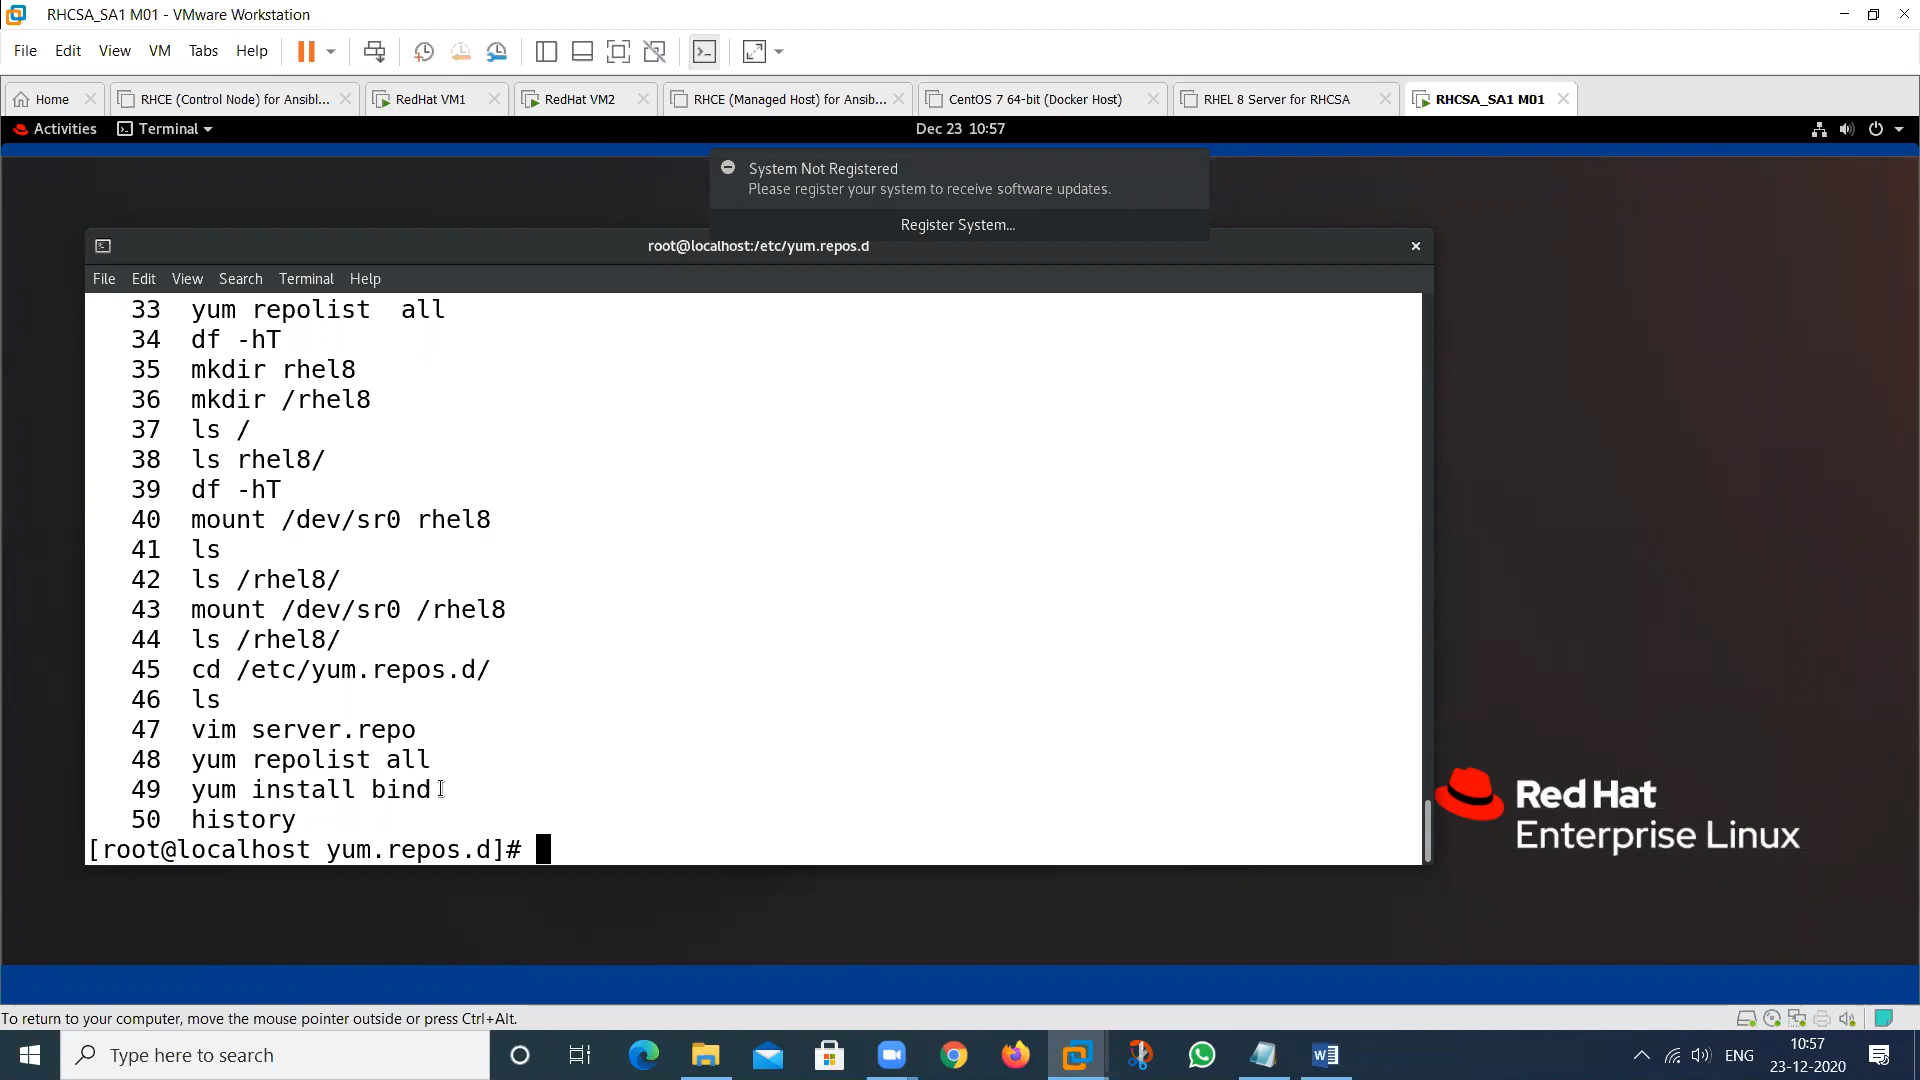 RHCSA_SA1 M01 - VMware Workstation
File Edit View VM Tabs Help
Home RHCE (Control Node) for Ansibl... RedHat VM1 RedHat VM2 RHCE (Managed Host) for Ansib... CentOS 7 64-bit (Docker Host) RHEL 8 Server for RHCSA RHCSA_SA1 M01
Activities Terminal Dec 23 10:57
System Not Registered
Please register your system to receive software updates.
Register System...
root@localhost:/etc/yum.repos.d
File Edit View Search Terminal Help
33 yum repolist  all
34 df -hT
35 mkdir rhel8
36 mkdir /rhel8
37 ls /
38 ls rhel8/
39 df -hT
40 mount /dev/sr0 rhel8
41 ls
42 ls /rhel8/
43 mount /dev/sr0 /rhel8
44 ls /rhel8/
45 cd /etc/yum.repos.d/
46 ls
47 vim server.repo
48 yum repolist all
49 yum install bind
50 history
[root@localhost yum.repos.d]#
Red Hat
Enterprise Linux
To return to your computer, move the mouse pointer outside or press Ctrl+Alt.
Type here to search
ENG
10:57
23-12-2020